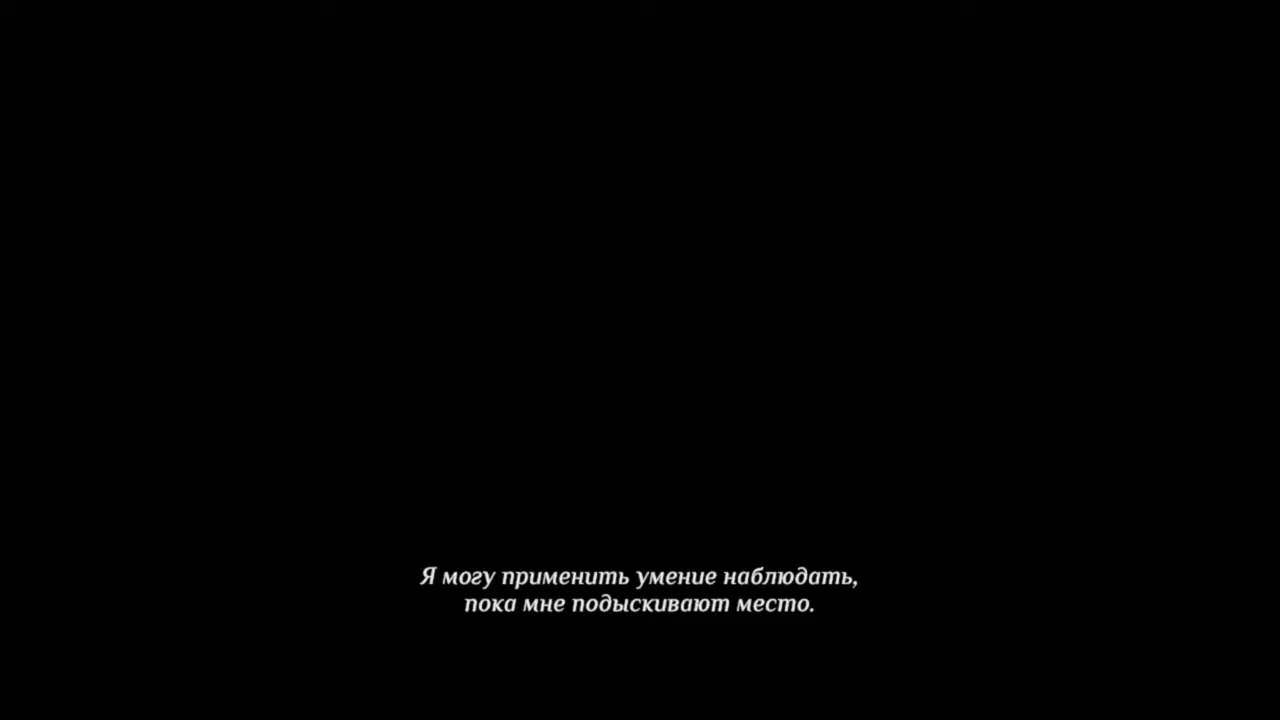 Я могу применить умение наблюдать,
пока мне подыскивают место.